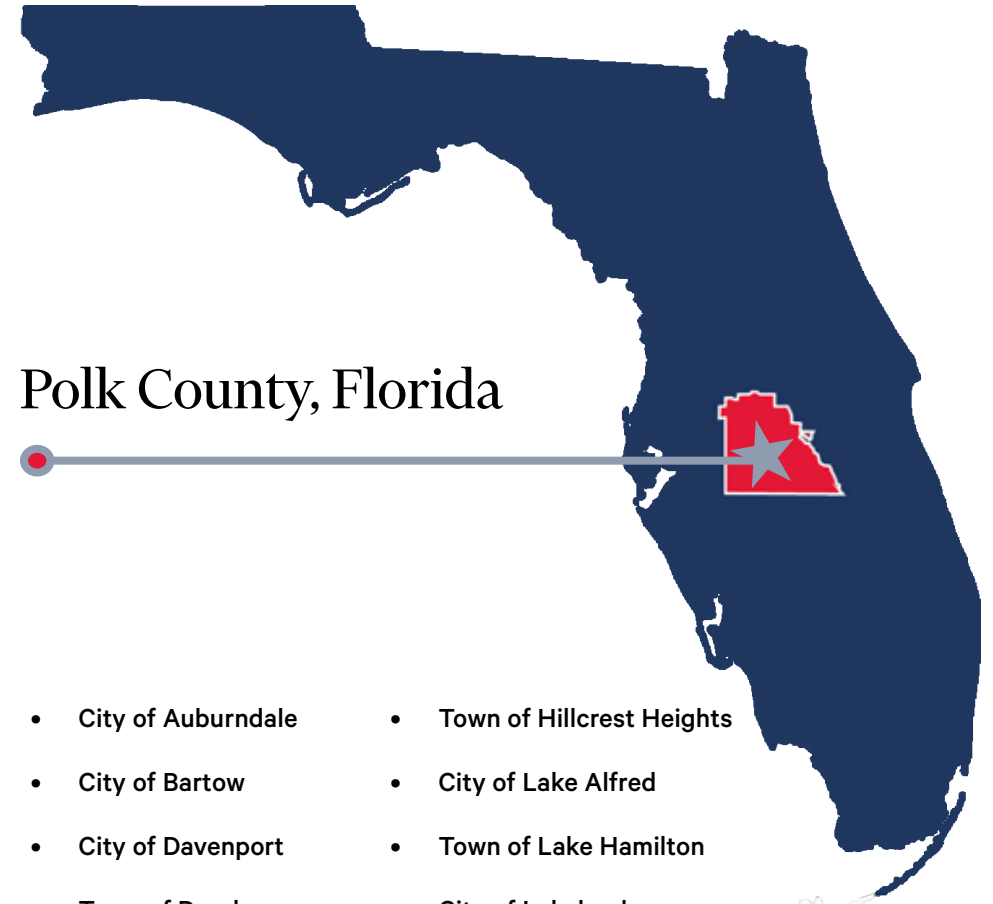 Polk County, Florida
• City of Auburndale
• City of Bartow
• City of Davenport
• Town of Hillcrest Heights
• City of Lake Alfred
• Town of Lake Hamilton